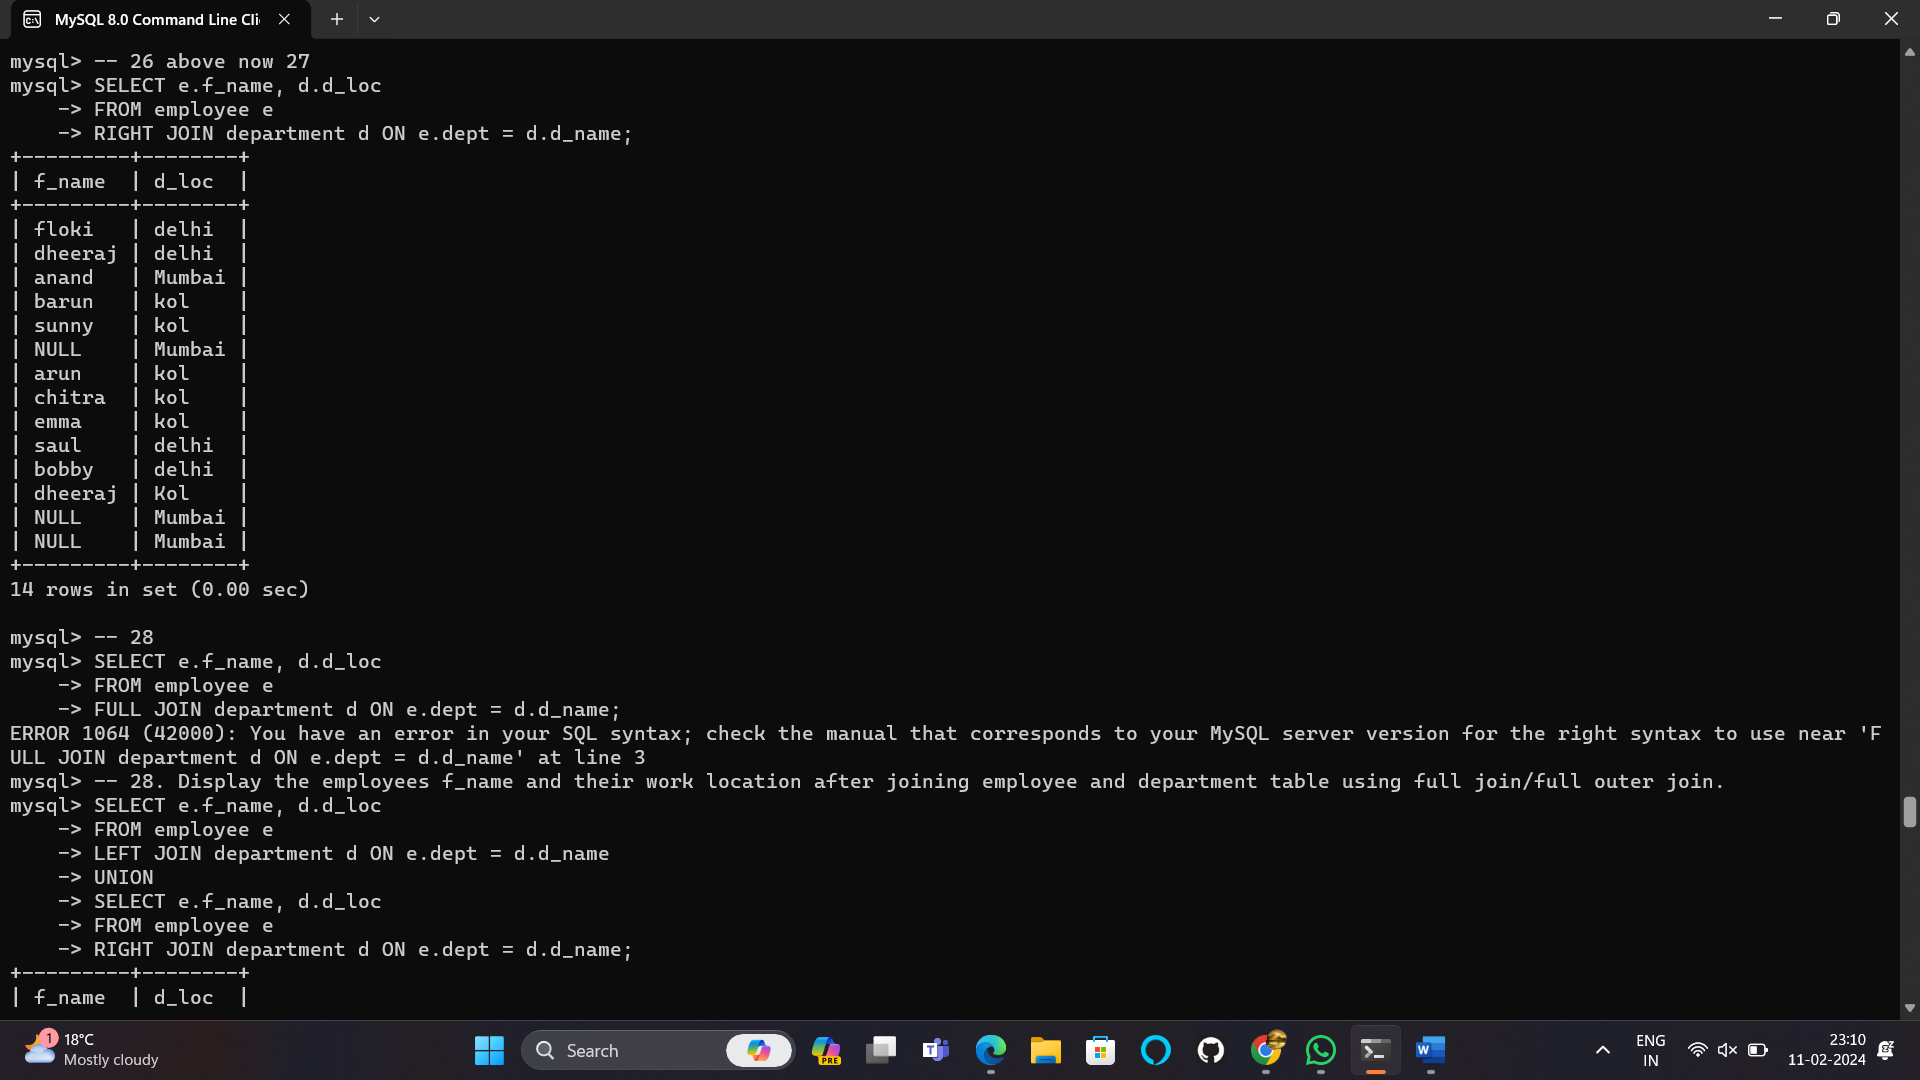 MySQL 8.0 Command Line Cli
mysql> -- 26 above now 27
mysql> SELECT e.f_name, d.d_loc
    -> FROM employee e
    -> RIGHT JOIN department d ON e.dept = d.d_name;
+---------+--------+
| f_name  | d_loc  |
+---------+--------+
| floki   | delhi  |
| dheeraj | delhi  |
| anand   | Mumbai |
| barun   | kol    |
| sunny   | kol    |
| NULL    | Mumbai |
| arun    | kol    |
| chitra  | kol    |
| emma    | kol    |
| saul    | delhi  |
| bobby   | delhi  |
| dheeraj | Kol    |
| NULL    | Mumbai |
| NULL    | Mumbai |
+---------+--------+
14 rows in set (0.00 sec)
mysql> -- 28
mysql> SELECT e.f_name, d.d_loc
    -> FROM employee e
    -> FULL JOIN department d ON e.dept = d.d_name;
ERROR 1064 (42000): You have an error in your SQL syntax; check the manual that corresponds to your MySQL server version for the right syntax to use near 'F
ULL JOIN department d ON e.dept = d.d_name' at line 3
mysql> -- 28. Display the employees f_name and their work location after joining employee and department table using full join/full outer join.
mysql> SELECT e.f_name, d.d_loc
    -> FROM employee e
    -> LEFT JOIN department d ON e.dept = d.d_name
    -> UNION
    -> SELECT e.f_name, d.d_loc
    -> FROM employee e
    -> RIGHT JOIN department d ON e.dept = d.d_name;
+---------+--------+
| f_name  | d_loc  |
1
18°C
Mostly cloudy
Search
PRE
ENG
IN
23:10
11-02-2024